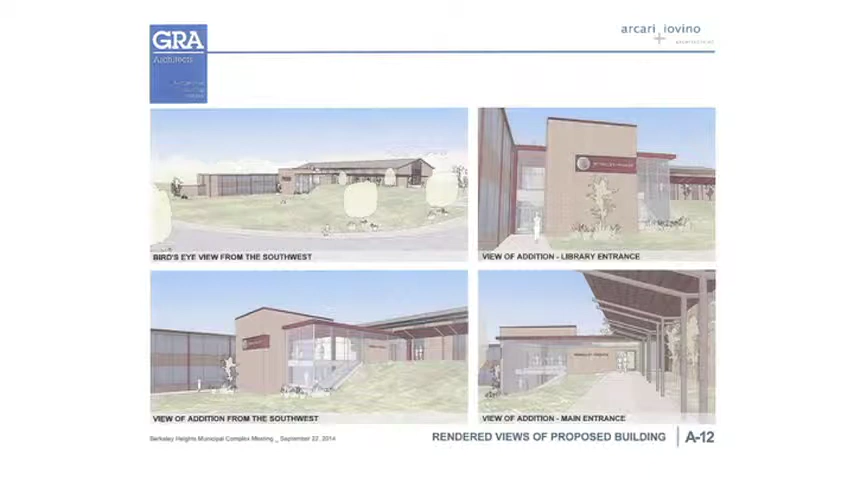 GRA
Architects
arcari iovino
BIRD'S EYE VIEW FROM THE SOUTHWEST
VIEW OF ADDITION - LIBRARY ENTRANCE
VIEW OF ADDITION FROM THE SOUTHWEST
VIEW OF ADDITION - MAIN ENTRANCE
Berkeley Heights Municipal Complex Meeting _ September 22, 2014
RENDERED VIEWS OF PROPOSED BUILDING
A-12